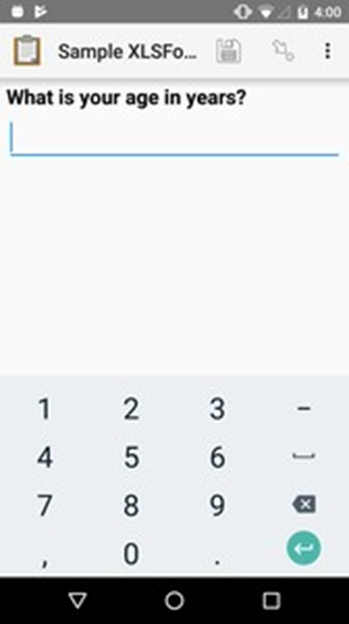 4:00
Sample XLSFo...
What is your age in years?
1 2 3 –
4 5 6
7 8 9
, 0 .